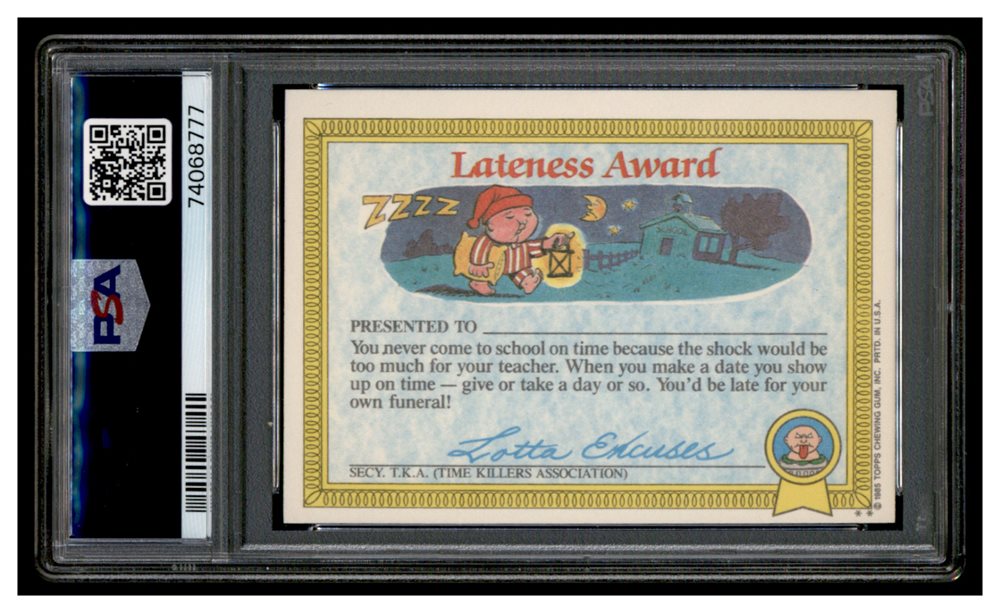 74068777
PSA
PSA
Lateness Award
ZZZZ
SCHOOL
PRESENTED TO
You never come to school on time because the shock would be
too much for your teacher. When you make a date you show
up on time — give or take a day or so. You'd be late for your
own funeral!
Lotta Excuses
SECY. T.K.A. (TIME KILLERS ASSOCIATION)
** © 1985 TOPPS CHEWING GUM, INC. PRTD. IN U.S.A.